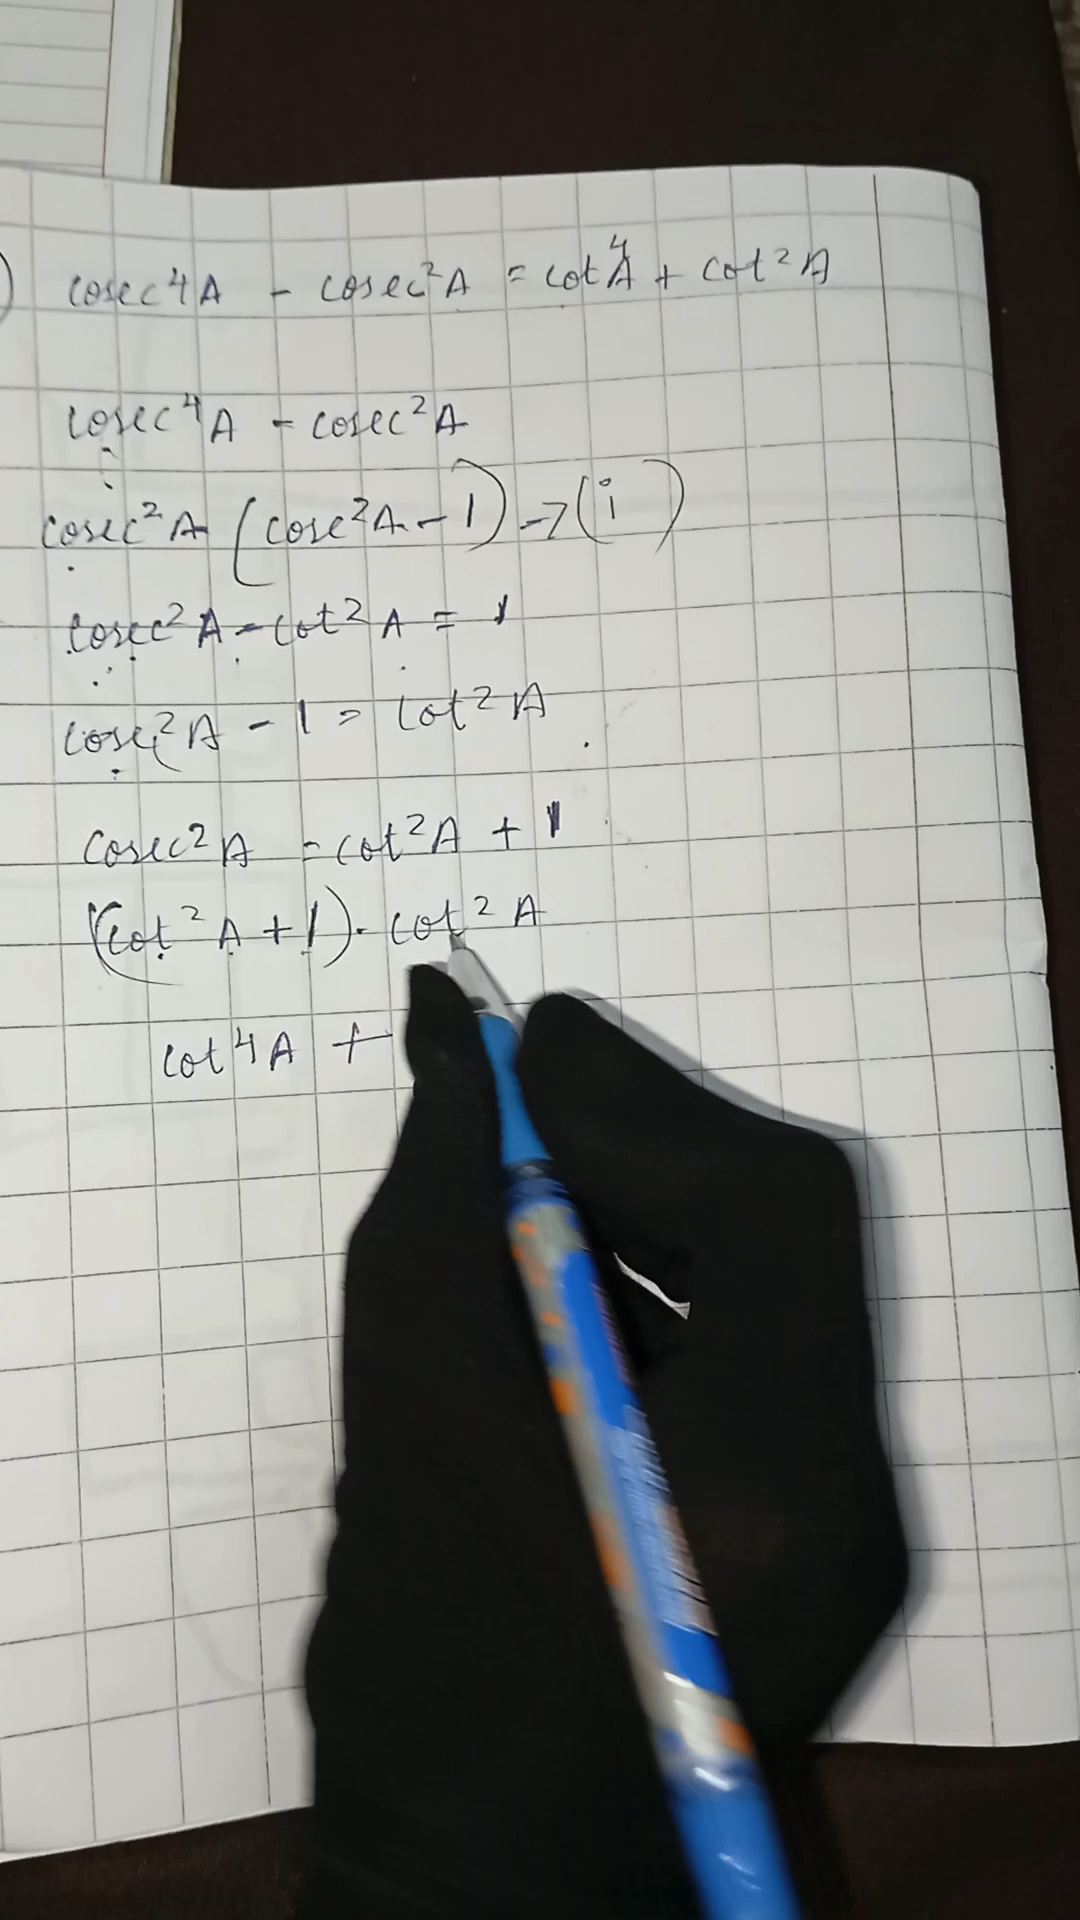 cosec⁴A - cosec²A = cot⁴A + cot²A
cosec⁴A - cosec²A
cosec²A (cosec²A - 1) → (i)
cosec²A - cot²A = 1
cosec²A - 1 = cot²A
cosec²A = cot²A + 1
(cot²A + 1) · cot²A
cot⁴A +